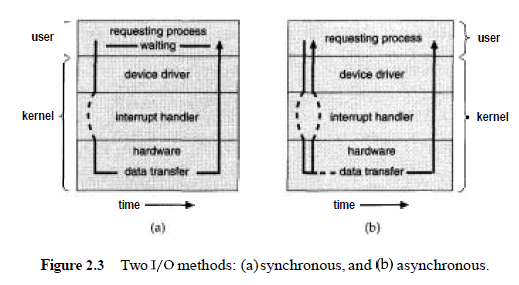 user
requesting process
waiting
device driver
kernel
interrupt handler
hardware
data transfer
time
(a)
requesting process
user
device driver
interrupt handler
kernel
hardware
data transfer
time
(b)
Figure 2.3 Two I/O methods: (a) synchronous, and (b) asynchronous.